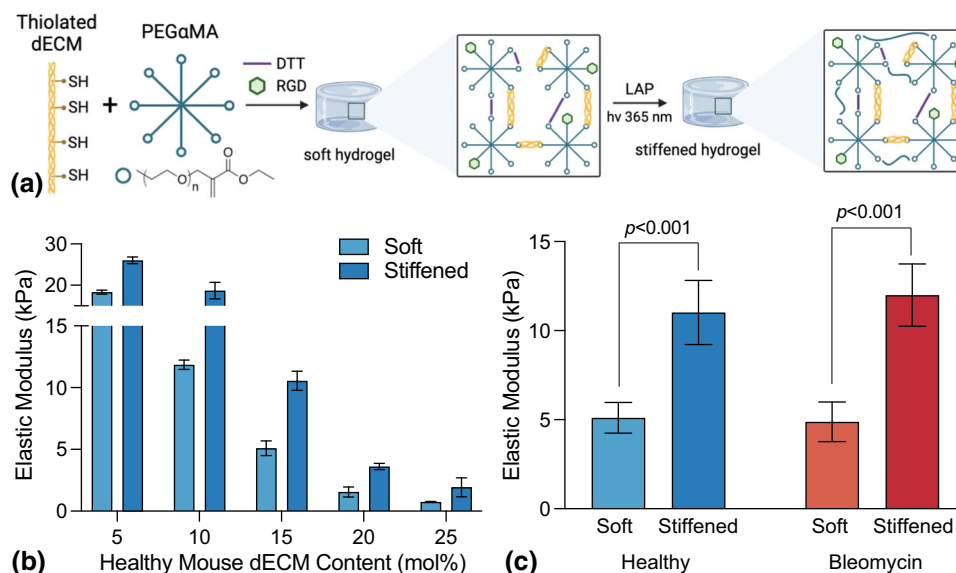 Thiolated
dECM
PEGαMA
SH
SH
SH
SH
+
DTT
RGD
soft hydrogel
LAP
hv 365 nm
stiffened hydrogel
O
n
O
O
(a)
Elastic Modulus (kPa)
30
20
15
10
5
0
Soft
Stiffened
5
10
15
20
25
Healthy Mouse dECM Content (mol%)
(b)
Elastic Modulus (kPa)
15
10
5
0
p<0.001
p<0.001
Soft
Stiffened
Soft
Stiffened
Healthy
Bleomycin
(c)